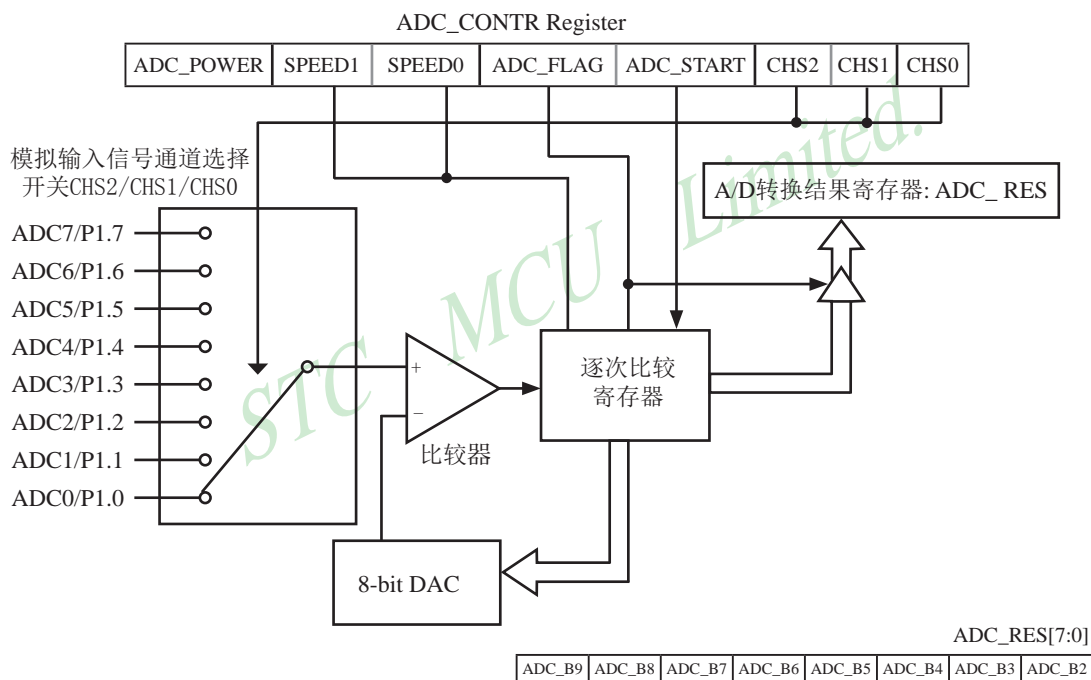 ADC_CONTR Register
ADC_POWER SPEED1 SPEED0 ADC_FLAG ADC_START CHS2 CHS1 CHS0
模拟输入信号通道选择
开关CHS2/CHS1/CHS0
A/D转换结果寄存器: ADC_ RES
ADC7/P1.7
ADC6/P1.6
ADC5/P1.5
ADC4/P1.4
ADC3/P1.3
ADC2/P1.2
ADC1/P1.1
ADC0/P1.0
+
−
比较器
逐次比较
寄存器
8-bit DAC
STC MCU Limited.
ADC_RES[7:0]
ADC_B9 ADC_B8 ADC_B7 ADC_B6 ADC_B5 ADC_B4 ADC_B3 ADC_B2